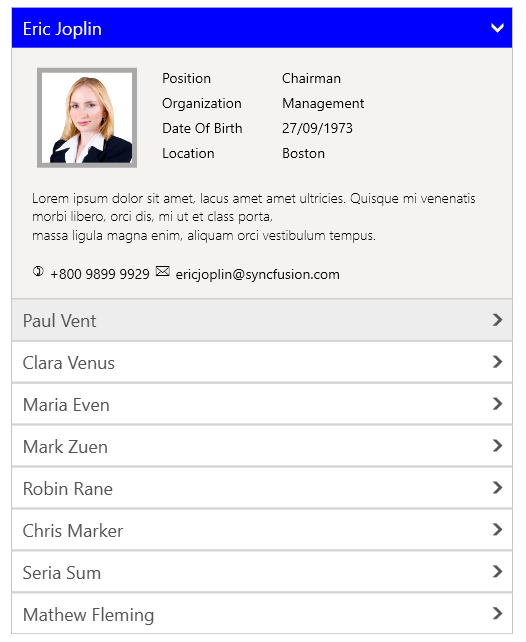 Eric Joplin
Position Chairman
Organization Management
Date Of Birth 27/09/1973
Location Boston
Lorem ipsum dolor sit amet, lacus amet amet ultricies. Quisque mi venenatis
morbi libero, orci dis, mi ut et class porta,
massa ligula magna enim, aliquam orci vestibulum tempus.
+800 9899 9929 ericjoplin@syncfusion.com
Paul Vent
Clara Venus
Maria Even
Mark Zuen
Robin Rane
Chris Marker
Seria Sum
Mathew Fleming